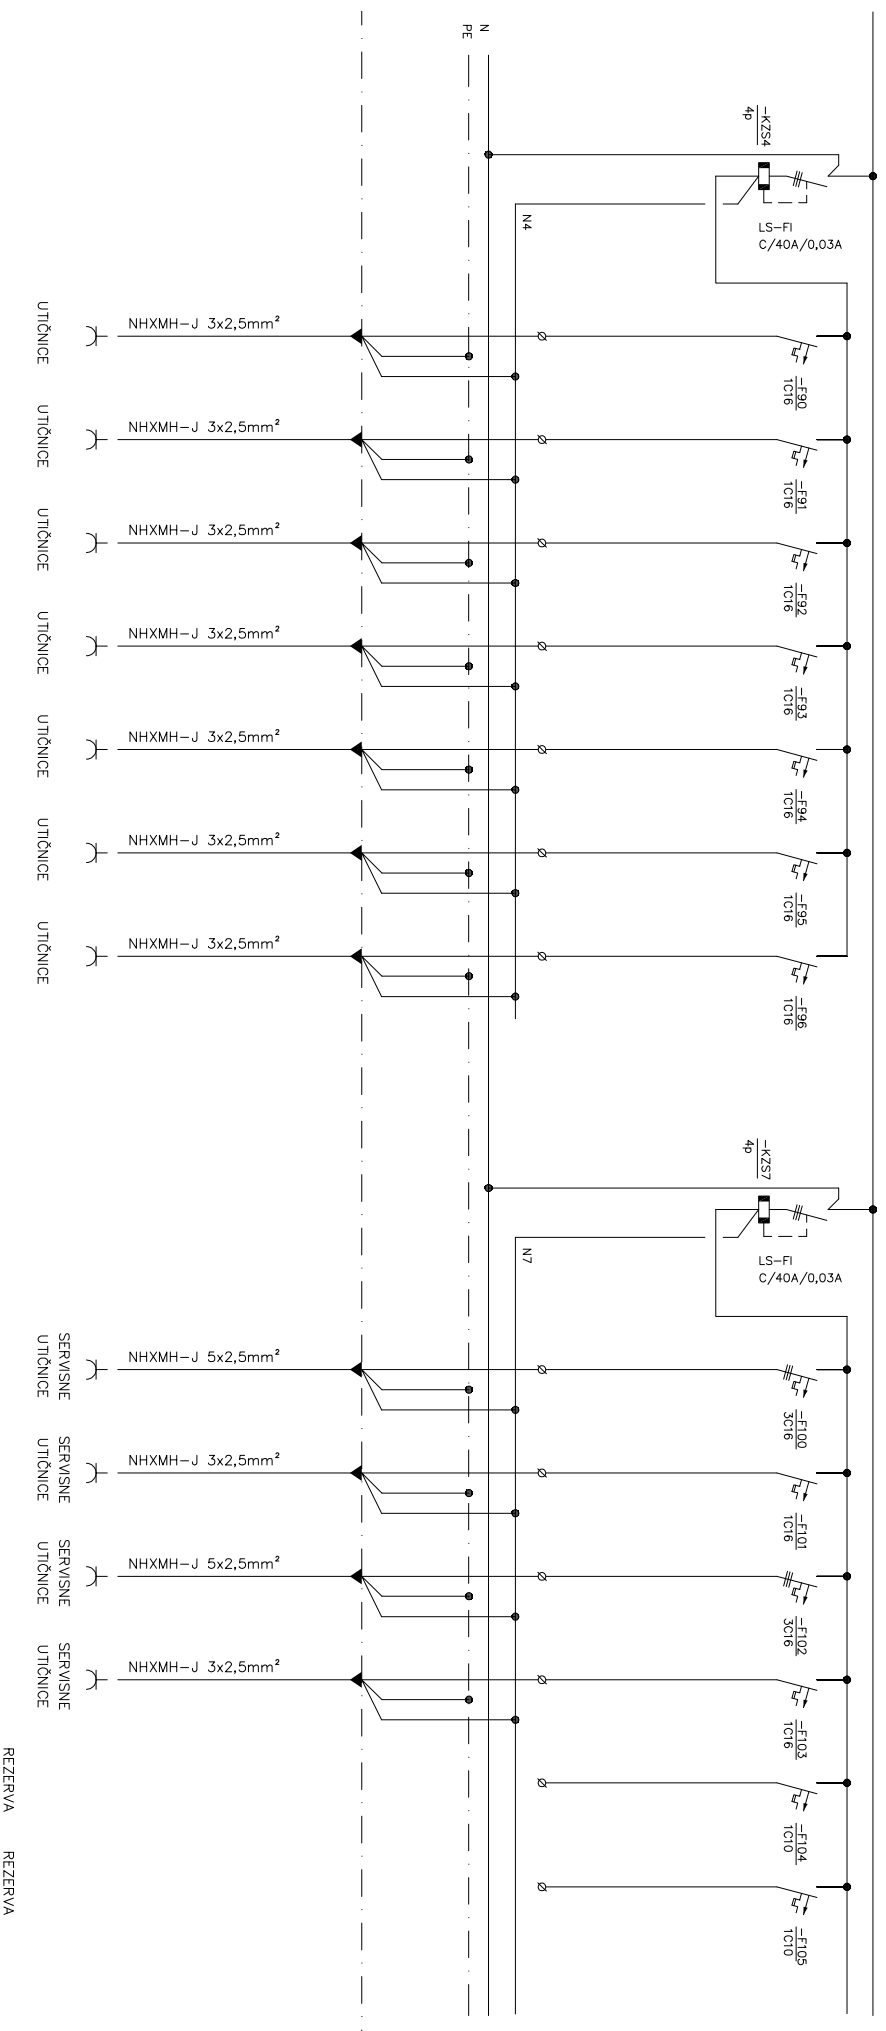 N
PE
-KZS4
4p
LS-FI
C/40A/0,03A
N4
NHXMH-J 3x2,5mm²
UTIČNICE
-F90
1C16
NHXMH-J 3x2,5mm²
UTIČNICE
-F91
1C16
NHXMH-J 3x2,5mm²
UTIČNICE
-F92
1C16
NHXMH-J 3x2,5mm²
UTIČNICE
-F93
1C16
NHXMH-J 3x2,5mm²
UTIČNICE
-F94
1C16
NHXMH-J 3x2,5mm²
UTIČNICE
-F95
1C16
NHXMH-J 3x2,5mm²
UTIČNICE
-F96
1C16
-KZS7
4p
LS-FI
C/40A/0,03A
N7
NHXMH-J 5x2,5mm²
SERVISNE
UTIČNICE
-F100
3C16
NHXMH-J 3x2,5mm²
SERVISNE
UTIČNICE
-F101
1C16
NHXMH-J 5x2,5mm²
SERVISNE
UTIČNICE
-F102
3C16
NHXMH-J 3x2,5mm²
SERVISNE
UTIČNICE
-F103
1C16
REZERVA
-F104
1C10
REZERVA
-F105
1C10